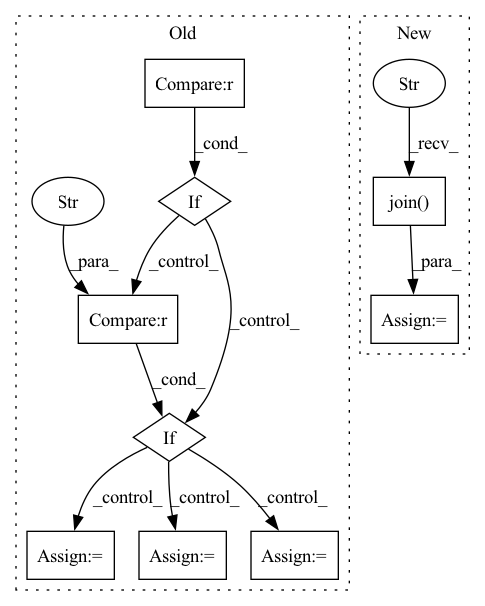 Old
New
Compare:r
Str
_cond_
_recv_
Str
If
join()
_para_
_control_
_para_
Compare:r
_control_
Assign:=
_cond_
If
_control_
_control_
_control_
Assign:=
Assign:=
Assign:=